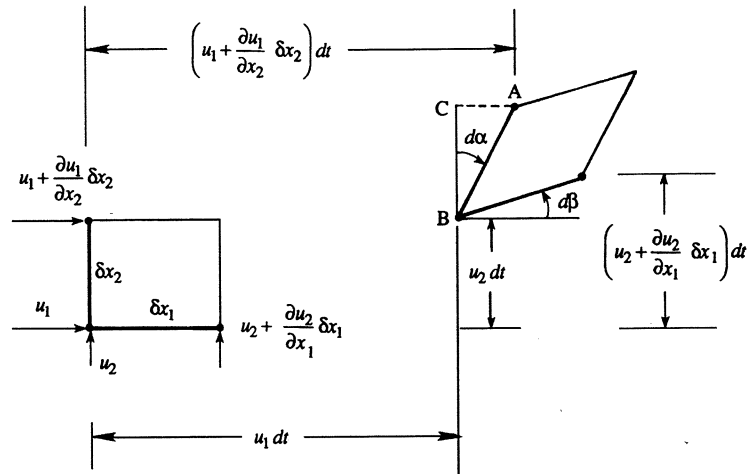 (u₁ + ∂u₁/∂x₂ δx₂) dt
A
C
dα
u₁ + ∂u₁/∂x₂ δx₂
B
dβ
δx₂
u₂ dt
(u₂ + ∂u₂/∂x₁ δx₁) dt
u₁
δx₁
u₂ + ∂u₂/∂x₁ δx₁
u₂
u₁ dt